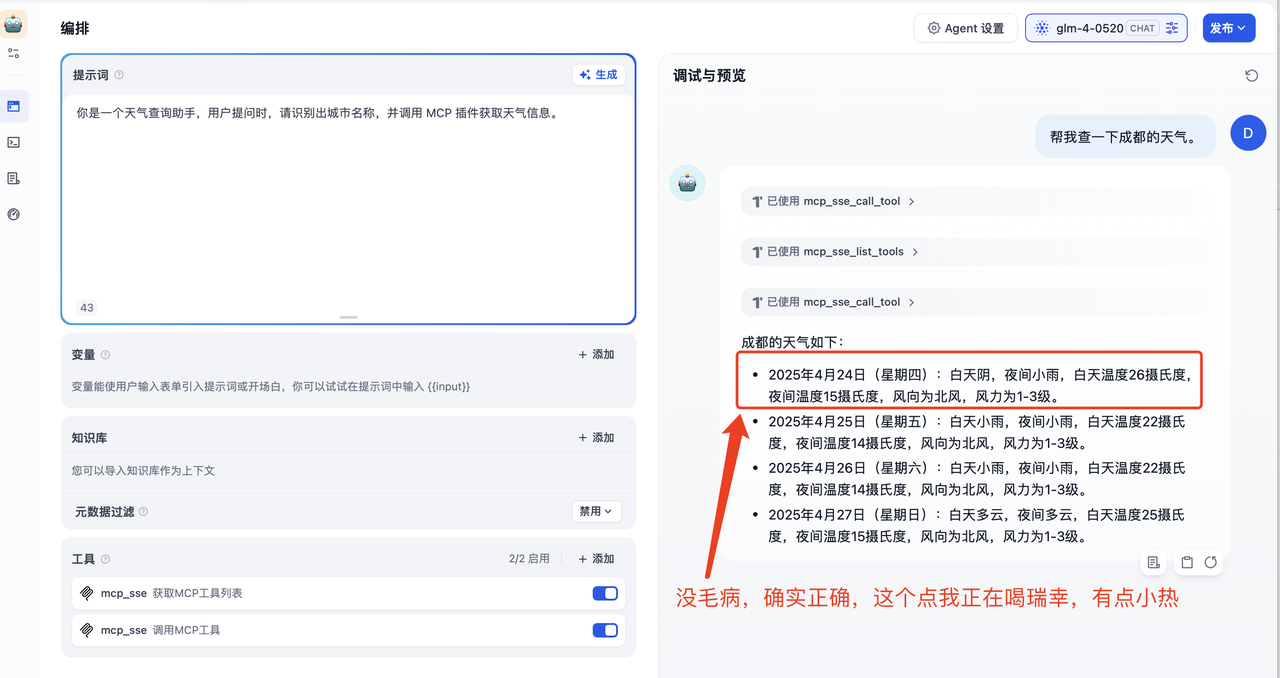 编排
Agent 设置
glm-4-0520 CHAT
发布
提示词
生成
你是一个天气查询助手，用户提问时，请识别出城市名称，并调用 MCP 插件获取天气信息。
43
变量
+ 添加
变量能使用户输入表单引入提示词或开场白，你可以试试在提示词中输入 {{input}}
知识库
+ 添加
您可以导入知识库作为上下文
元数据过滤
禁用
工具
2/2 启用
+ 添加
mcp_sse 获取MCP工具列表
mcp_sse 调用MCP工具
调试与预览
帮我查一下成都的天气。
D
已使用 mcp_sse_call_tool
已使用 mcp_sse_list_tools
已使用 mcp_sse_call_tool
成都的天气如下：
• 2025年4月24日（星期四）：白天阴，夜间小雨，白天温度26摄氏度，
夜间温度15摄氏度，风向为北风，风力为1-3级。
• 2025年4月25日（星期五）：白天小雨，夜间小雨，白天温度22摄氏
度，夜间温度14摄氏度，风向为北风，风力为1-3级。
• 2025年4月26日（星期六）：白天小雨，夜间小雨，白天温度22摄氏
度，夜间温度14摄氏度，风向为北风，风力为1-3级。
• 2025年4月27日（星期日）：白天多云，夜间多云，白天温度25摄氏
度，夜间温度15摄氏度，风向为北风，风力为1-3级。
没毛病，确实正确，这个点我正在喝瑞幸，有点小热